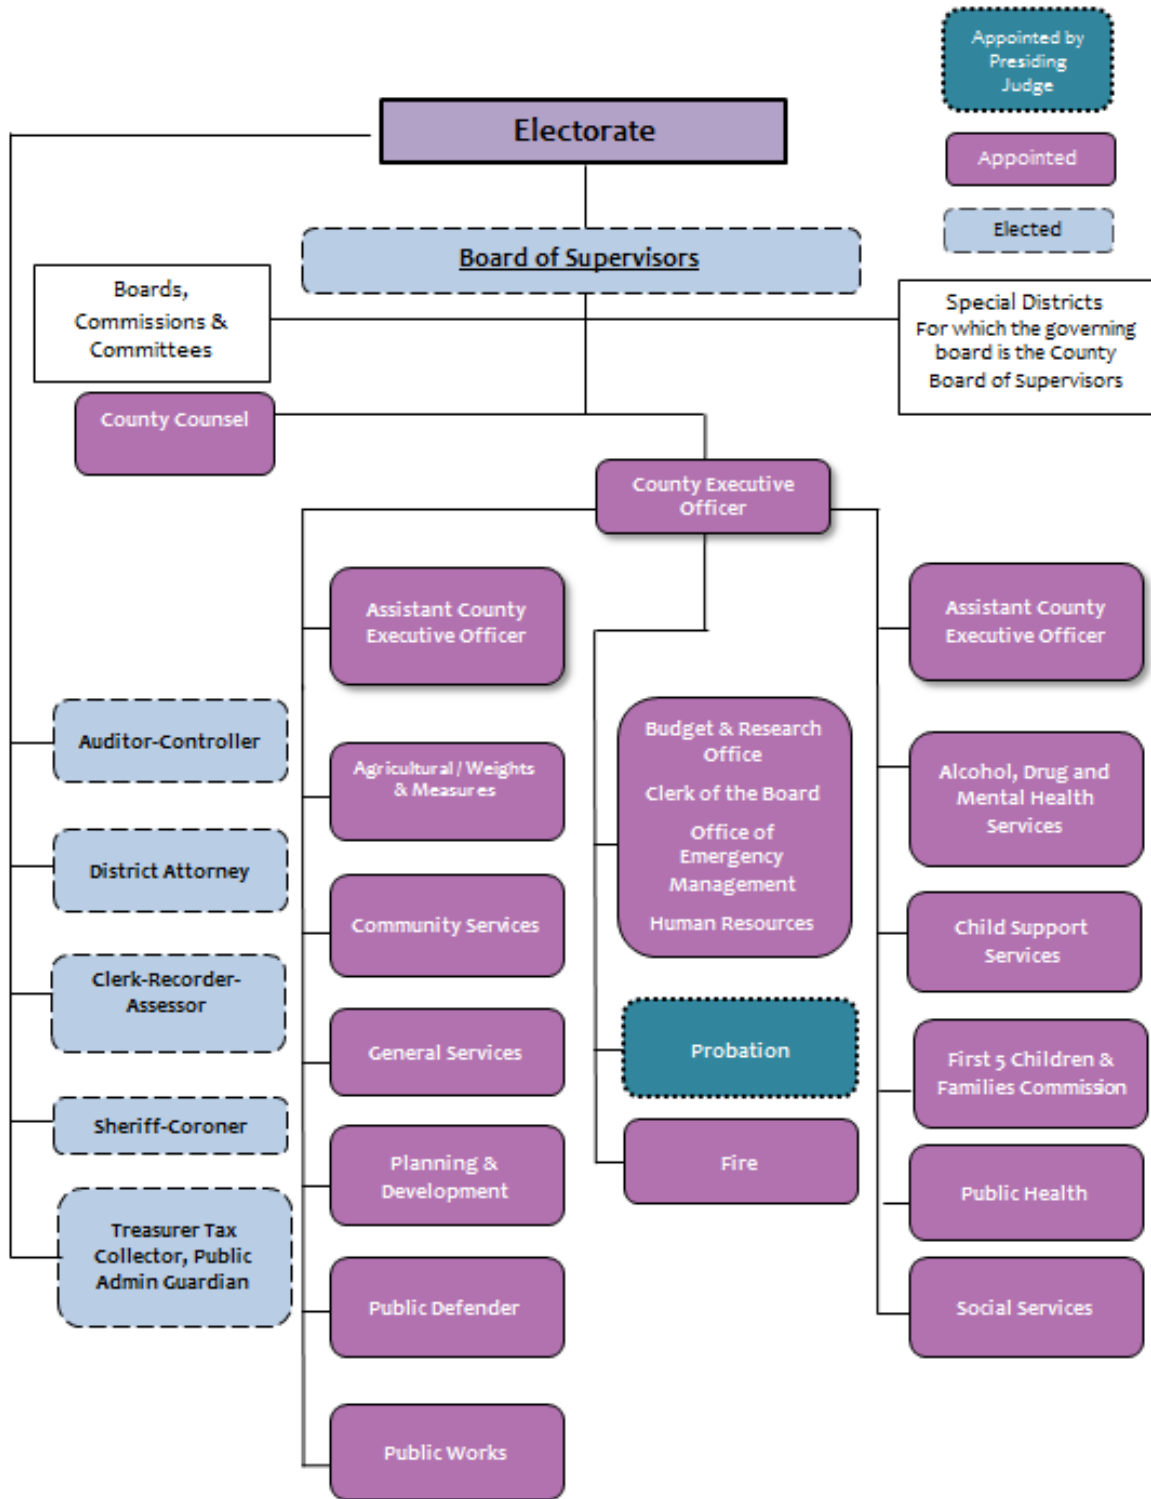 Appointed by
Presiding
Judge
Electorate
Appointed
Elected
Board of Supervisors
Boards,
Commissions &
Committees
Special Districts
For which the governing
board is the County
Board of Supervisors
County Counsel
County Executive
Officer
Assistant County
Executive Officer
Assistant County
Executive Officer
Auditor-Controller
District Attorney
Clerk-Recorder-
Assessor
Sheriff-Coroner
Treasurer Tax
Collector, Public
Admin Guardian
Agricultural / Weights
& Measures
Community Services
General Services
Planning &
Development
Public Defender
Public Works
Budget & Research
Office
Clerk of the Board
Office of
Emergency
Management
Human Resources
Probation
Fire
Alcohol, Drug and
Mental Health
Services
Child Support
Services
First 5 Children &
Families Commission
Public Health
Social Services